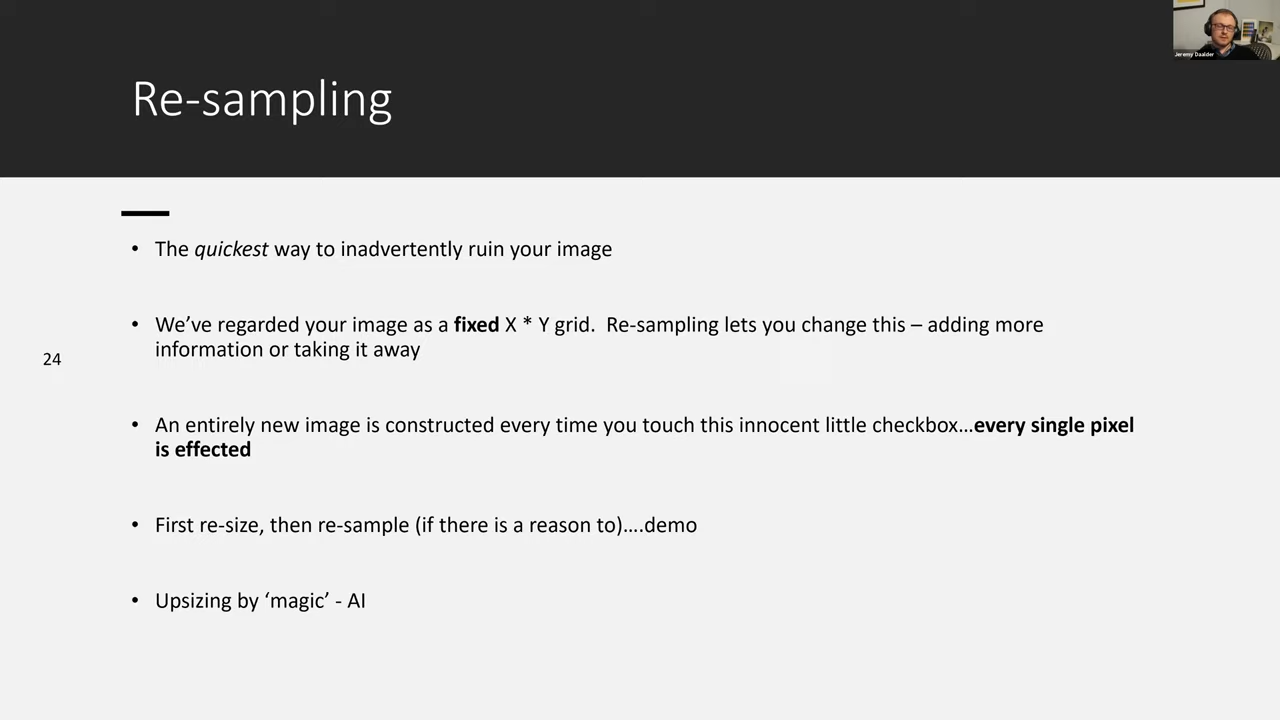 Jeremy Daalder
Re-sampling
• The quickest way to inadvertently ruin your image
• We’ve regarded your image as a fixed X * Y grid.  Re-sampling lets you change this – adding more
information or taking it away
24
• An entirely new image is constructed every time you touch this innocent little checkbox…every single pixel
is effected
• First re-size, then re-sample (if there is a reason to)….demo
• Upsizing by ‘magic’ - AI